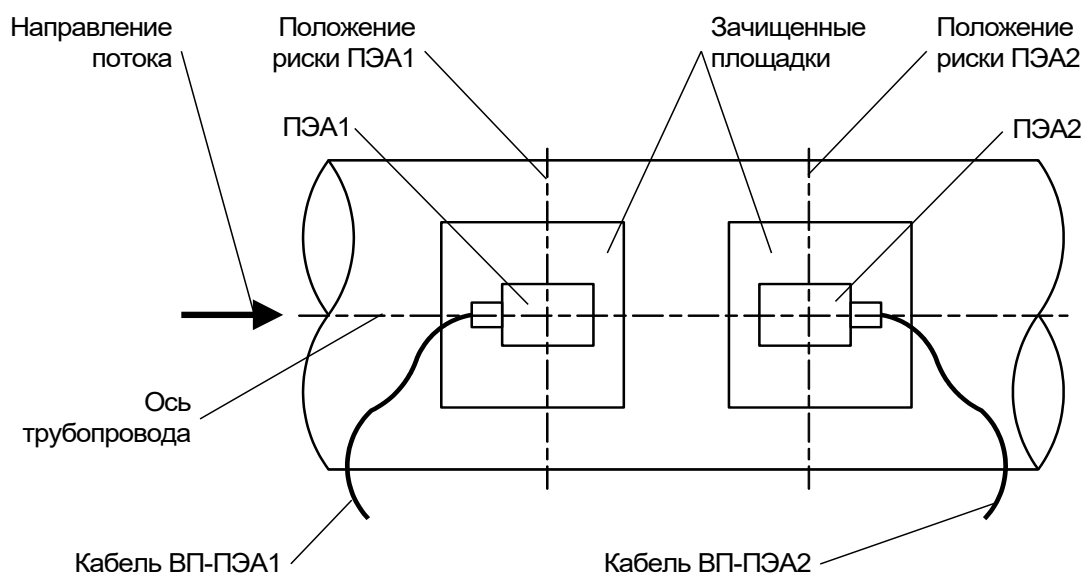 Направление
потока
Положение
риски ПЭА1
Зачищенные
площадки
Положение
риски ПЭА2
ПЭА1
ПЭА2
Ось
трубопровода
Кабель ВП-ПЭА1
Кабель ВП-ПЭА2